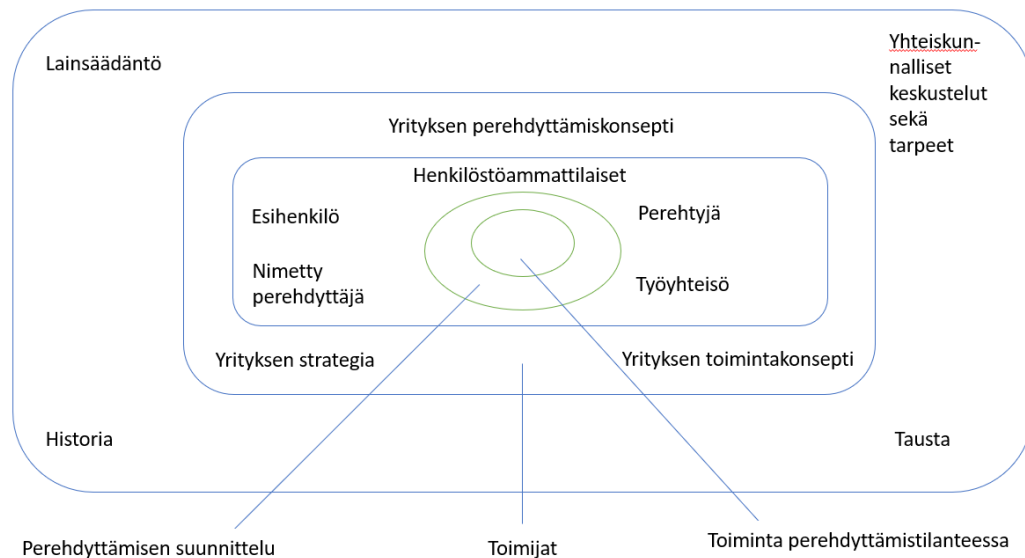 Lainsäädäntö
Yhteiskun-
nalliset
keskustelut
sekä
tarpeet
Yrityksen perehdyttämiskonsepti
Henkilöstöammattilaiset
Esihenkilö
Perehtyjä
Nimetty
perehdyttäjä
Työyhteisö
Yrityksen strategia
Yrityksen toimintakonsepti
Historia
Tausta
Perehdyttämisen suunnittelu
Toimijat
Toiminta perehdyttämistilanteessa